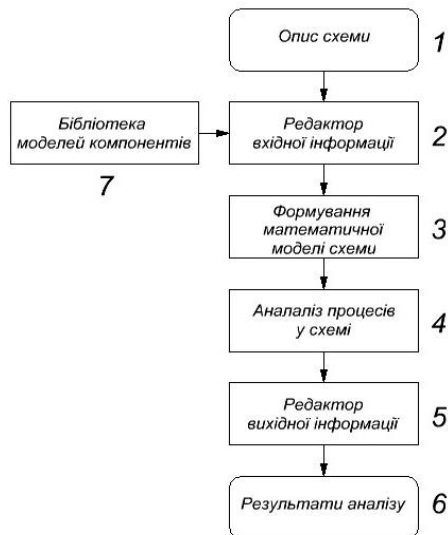 Опис схеми
1
Бібліотека
моделей компонентів
7
Редактор
вхідної інформації
2
Формування
математичної
моделі схеми
3
Аналаліз процесів
у схемі
4
Редактор
вихідної інформації
5
Результати аналізу
6